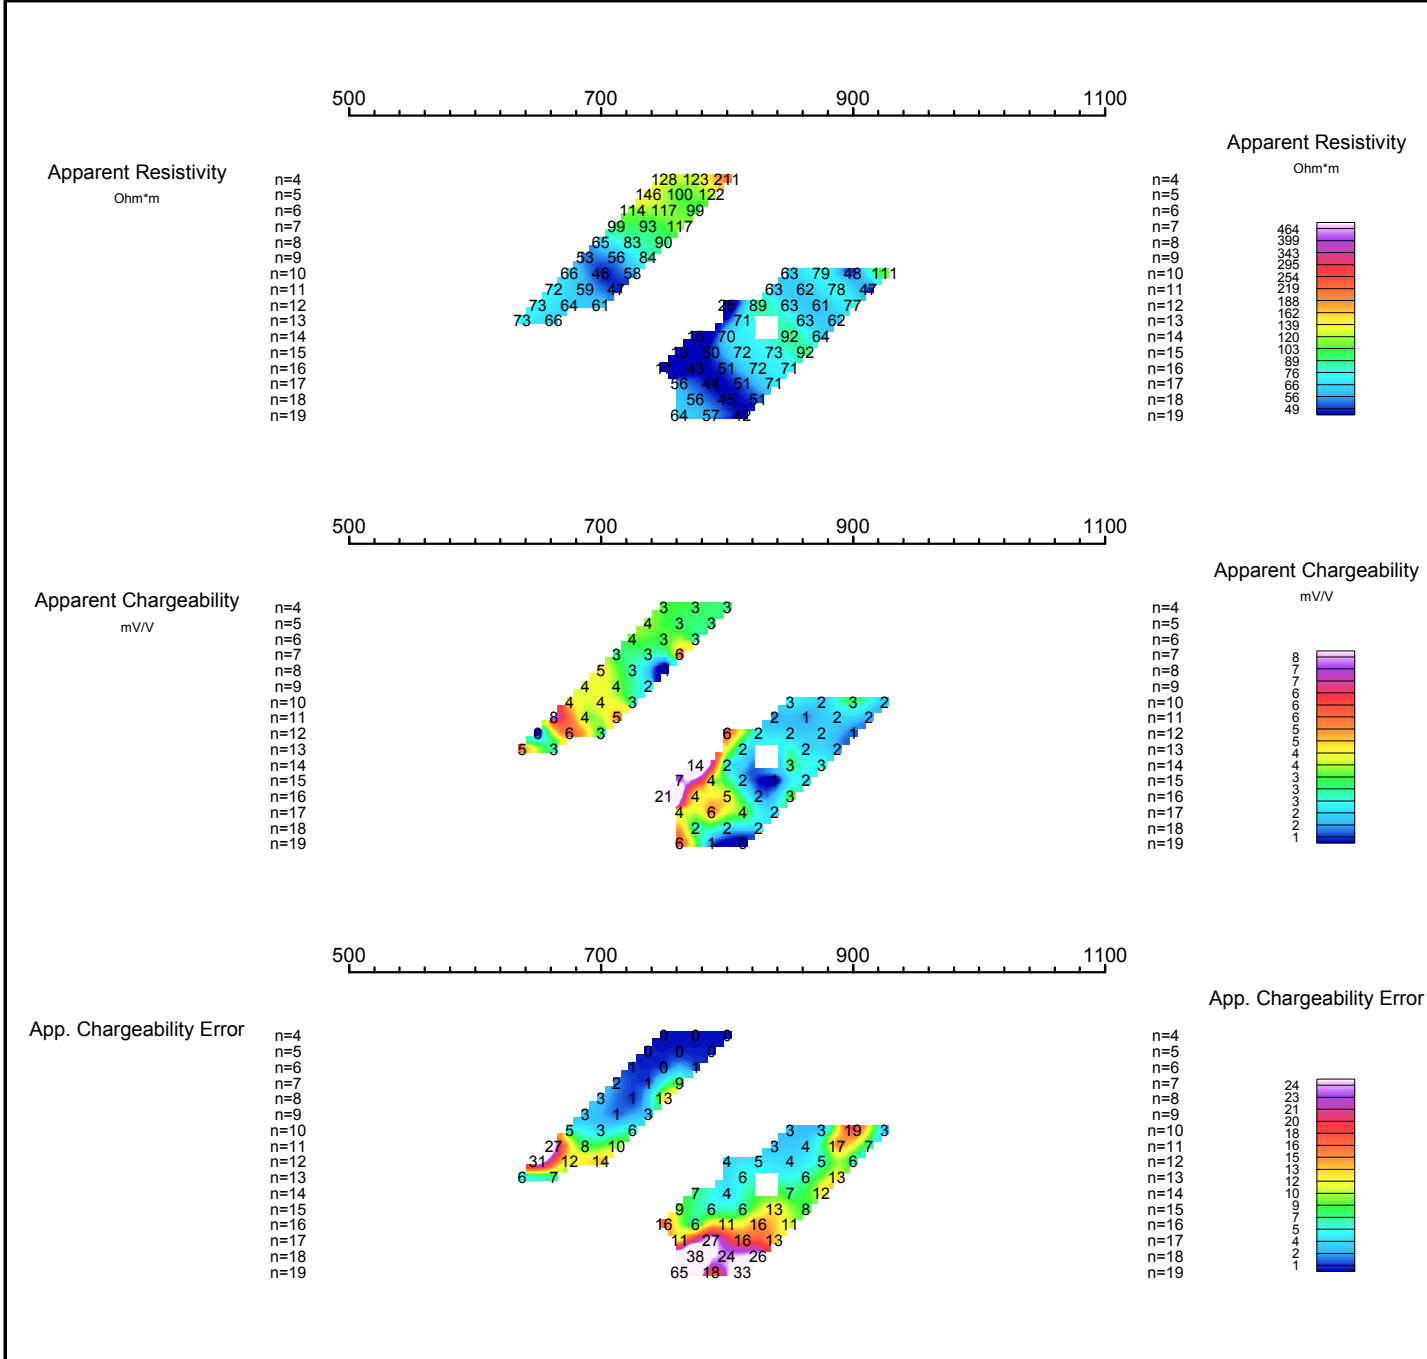 500 700 900 1100
Apparent Resistivity
Ohm*m
Apparent Resistivity
Ohm*m
n=4 128 123 211 n=4
n=5 146 100 122 n=5
n=6 114 117 99 n=6
n=7 99 93 117 n=7
n=8 65 83 90 n=8
n=9 53 56 84 n=9
n=10 66 46 58 63 79 48 111 n=10
n=11 72 59 47 63 62 78 47 n=11
n=12 73 64 61 25 89 63 61 77 n=12
n=13 73 66 71 63 62 n=13
n=14 15 70 92 64 n=14
n=15 13 50 72 73 92 n=15
n=16 17 43 51 72 71 n=16
n=17 56 44 51 71 n=17
n=18 56 45 51 n=18
n=19 64 57 42 n=19
464
399
343
295
254
219
188
162
139
120
103
89
76
66
56
49
500 700 900 1100
Apparent Chargeability
mV/V
Apparent Chargeability
mV/V
n=4 3 3 3 n=4
n=5 4 3 3 n=5
n=6 4 3 3 n=6
n=7 3 3 6 n=7
n=8 5 3 n=8
n=9 4 4 2 n=9
n=10 4 4 3 3 2 3 2 n=10
n=11 8 4 5 2 1 2 2 n=11
n=12 0 6 3 6 2 2 2 1 n=12
n=13 5 3 2 2 2 n=13
n=14 14 2 3 3 n=14
n=15 7 4 2 1 2 n=15
n=16 21 4 5 2 3 n=16
n=17 4 6 4 2 n=17
n=18 2 2 2 n=18
n=19 6 1 0 n=19
8
7
7
6
6
6
5
5
4
4
3
3
3
2
2
1
500 700 900 1100
App. Chargeability Error
App. Chargeability Error
n=4 0 0 0 n=4
n=5 0 0 0 n=5
n=6 1 0 1 n=6
n=7 2 1 9 n=7
n=8 3 1 13 n=8
n=9 3 1 3 n=9
n=10 5 3 6 3 3 19 3 n=10
n=11 27 8 10 3 4 17 7 n=11
n=12 31 12 14 4 5 4 5 6 n=12
n=13 6 7 6 6 13 n=13
n=14 7 4 7 12 n=14
n=15 9 6 6 13 8 n=15
n=16 16 6 11 16 11 n=16
n=17 11 27 16 13 n=17
n=18 38 24 26 n=18
n=19 65 18 33 n=19
24
23
21
20
18
16
15
13
12
10
9
7
5
4
2
1